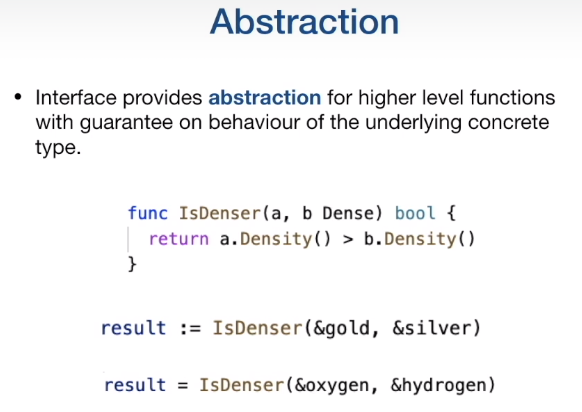 Abstraction
• Interface provides abstraction for higher level functions
with guarantee on behaviour of the underlying concrete
type.
func IsDenser(a, b Dense) bool {
return a.Density() > b.Density()
}
result := IsDenser(&gold, &silver)
result = IsDenser(&oxygen, &hydrogen)